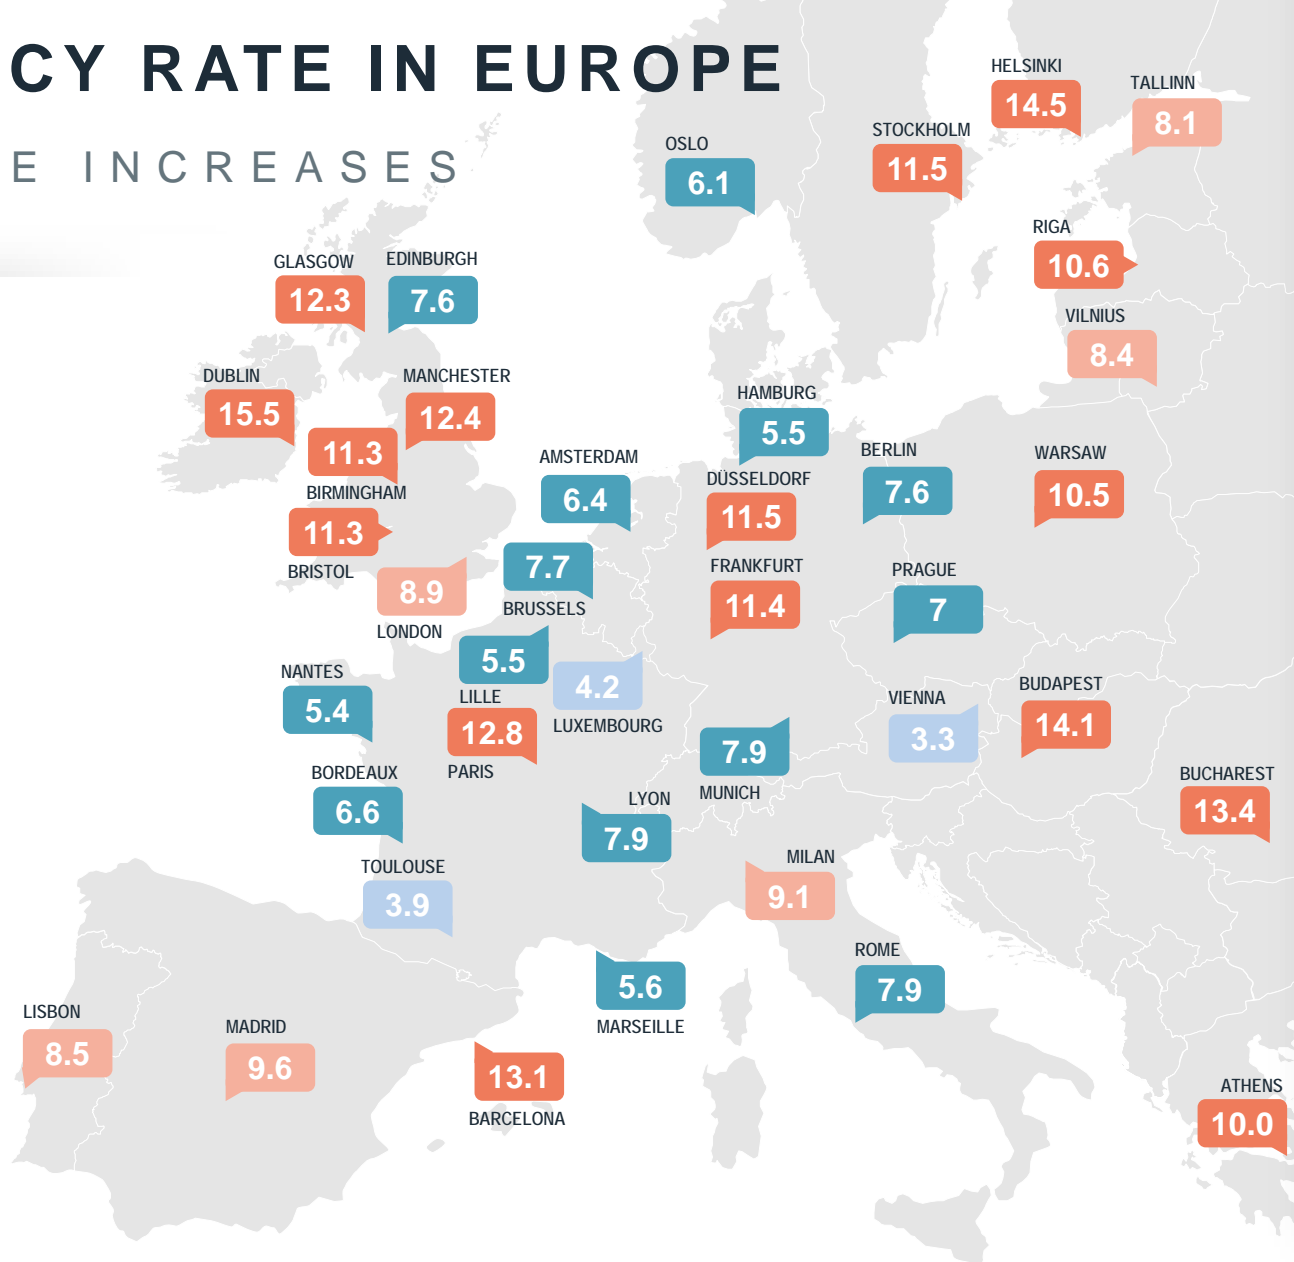 CY RATE IN EUROPE
E INCREASES
HELSINKI
14.5
TALLINN
8.1
STOCKHOLM
11.5
OSLO
6.1
RIGA
10.6
GLASGOW
12.3
EDINBURGH
7.6
VILNIUS
8.4
DUBLIN
15.5
MANCHESTER
12.4
HAMBURG
5.5
11.3
BIRMINGHAM
AMSTERDAM
6.4
BERLIN
7.6
WARSAW
10.5
DÜSSELDORF
11.5
11.3
BRISTOL
7.7
BRUSSELS
FRANKFURT
11.4
PRAGUE
7
8.9
LONDON
5.5
LILLE
4.2
LUXEMBOURG
NANTES
5.4
12.8
PARIS
VIENNA
3.3
BUDAPEST
14.1
7.9
MUNICH
BORDEAUX
6.6
LYON
7.9
BUCHAREST
13.4
TOULOUSE
3.9
MILAN
9.1
ROME
7.9
5.6
MARSEILLE
LISBON
8.5
MADRID
9.6
13.1
BARCELONA
ATHENS
10.0